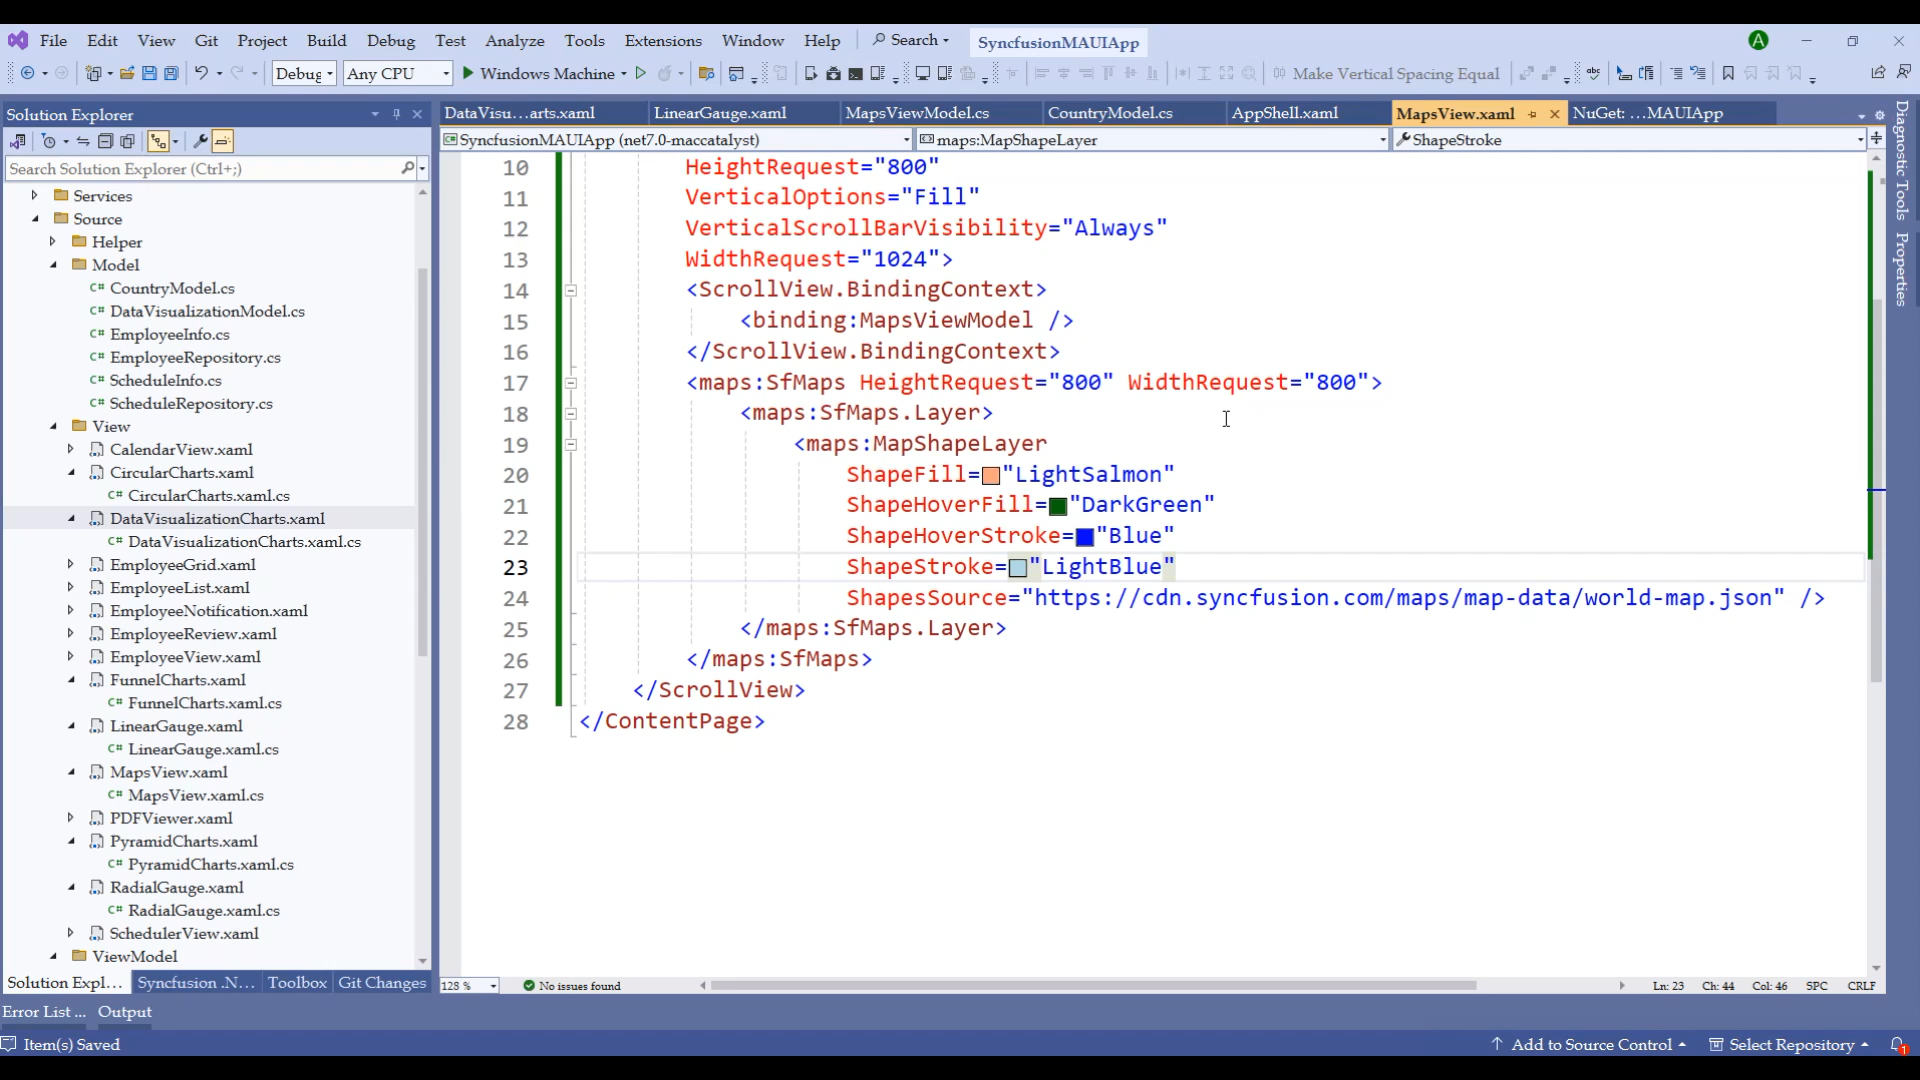 File Edit View Git Project Build Debug Test Analyze Tools Extensions Window Help Search SyncfusionMAUIApp A
Debug Any CPU Windows Machine Make Vertical Spacing Equal
Solution Explorer
Search Solution Explorer (Ctrl+;)
Services
Source
Helper
Model
C# CountryModel.cs
C# DataVisualizationModel.cs
C# EmployeeInfo.cs
C# EmployeeRepository.cs
C# ScheduleInfo.cs
C# ScheduleRepository.cs
View
CalendarView.xaml
CircularCharts.xaml
C# CircularCharts.xaml.cs
DataVisualizationCharts.xaml
C# DataVisualizationCharts.xaml.cs
EmployeeGrid.xaml
EmployeeList.xaml
EmployeeNotification.xaml
EmployeeReview.xaml
EmployeeView.xaml
FunnelCharts.xaml
C# FunnelCharts.xaml.cs
LinearGauge.xaml
C# LinearGauge.xaml.cs
MapsView.xaml
C# MapsView.xaml.cs
PDFViewer.xaml
PyramidCharts.xaml
C# PyramidCharts.xaml.cs
RadialGauge.xaml
C# RadialGauge.xaml.cs
SchedulerView.xaml
ViewModel
Solution Expl... Syncfusion .N... Toolbox Git Changes
DataVisu...arts.xaml LinearGauge.xaml MapsViewModel.cs CountryModel.cs AppShell.xaml MapsView.xaml NuGet: ...MAUIApp
SyncfusionMAUIApp (net7.0-maccatalyst) maps:MapShapeLayer ShapeStroke
10 HeightRequest="800"
11 VerticalOptions="Fill"
12 VerticalScrollBarVisibility="Always"
13 WidthRequest="1024">
14 <ScrollView.BindingContext>
15 <binding:MapsViewModel />
16 </ScrollView.BindingContext>
17 <maps:SfMaps HeightRequest="800" WidthRequest="800">
18 <maps:SfMaps.Layer>
19 <maps:MapShapeLayer
20 ShapeFill="LightSalmon"
21 ShapeHoverFill="DarkGreen"
22 ShapeHoverStroke="Blue"
23 ShapeStroke="LightBlue"
24 ShapesSource="https://cdn.syncfusion.com/maps/map-data/world-map.json" />
25 </maps:SfMaps.Layer>
26 </maps:SfMaps>
27 </ScrollView>
28 </ContentPage>
128 % No issues found Ln: 23 Ch: 44 Col: 46 SPC CRLF
Diagnostic Tools
Properties
Error List ... Output
Item(s) Saved Add to Source Control Select Repository 1